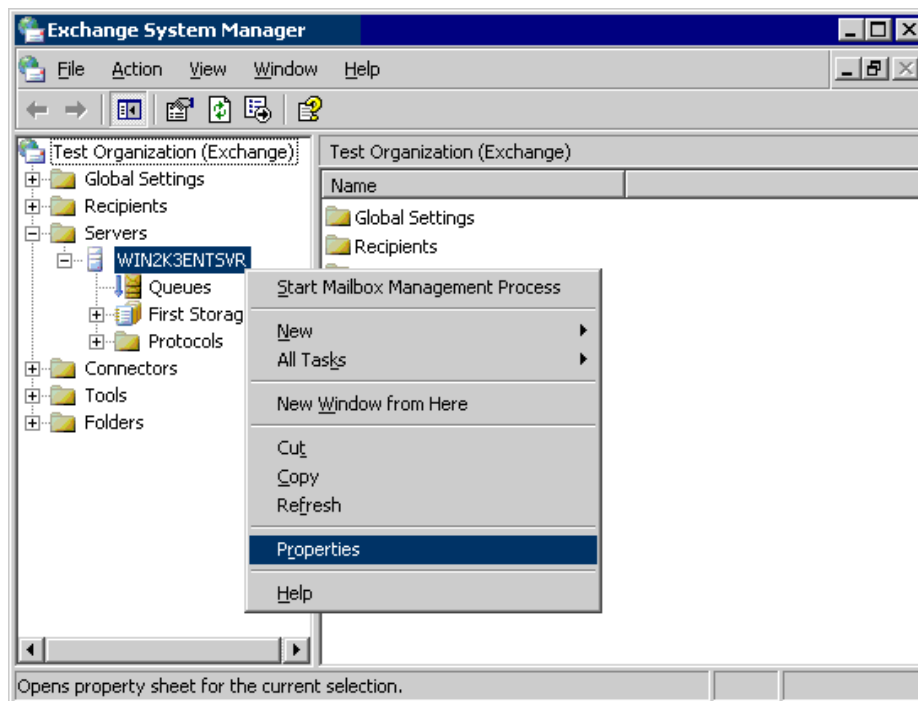 Exchange System Manager
File Action View Window Help
Test Organization (Exchange)
Global Settings
Recipients
Servers
WIN2K3ENTSVR
Queues
First Storag
Protocols
Connectors
Tools
Folders
Test Organization (Exchange)
Name
Global Settings
Recipients
Start Mailbox Management Process
New
All Tasks
New Window from Here
Cut
Copy
Refresh
Properties
Help
Opens property sheet for the current selection.